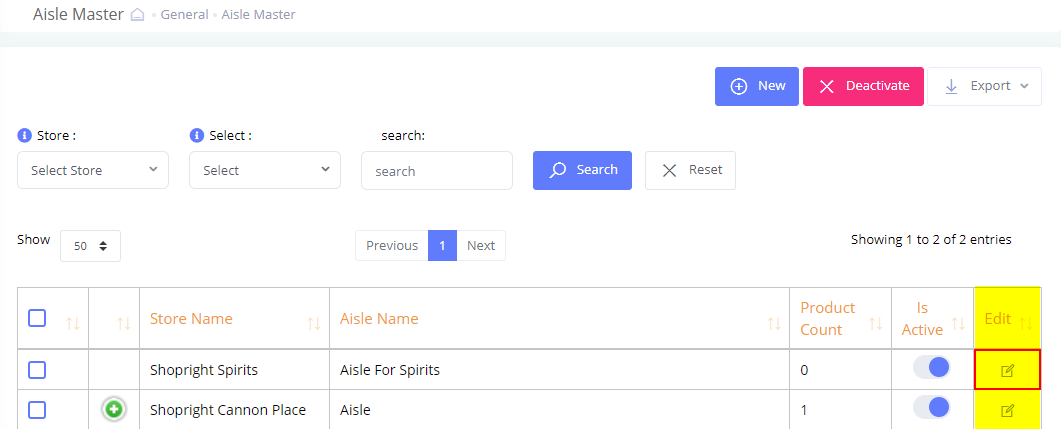 Aisle Master General Aisle Master
New Deactivate Export
Store : Select : search:
Select Store Select search Search Reset
Show 50 Previous 1 Next Showing 1 to 2 of 2 entries
Store Name Aisle Name Product Count Is Active Edit
Shopright Spirits Aisle For Spirits 0
Shopright Cannon Place Aisle 1